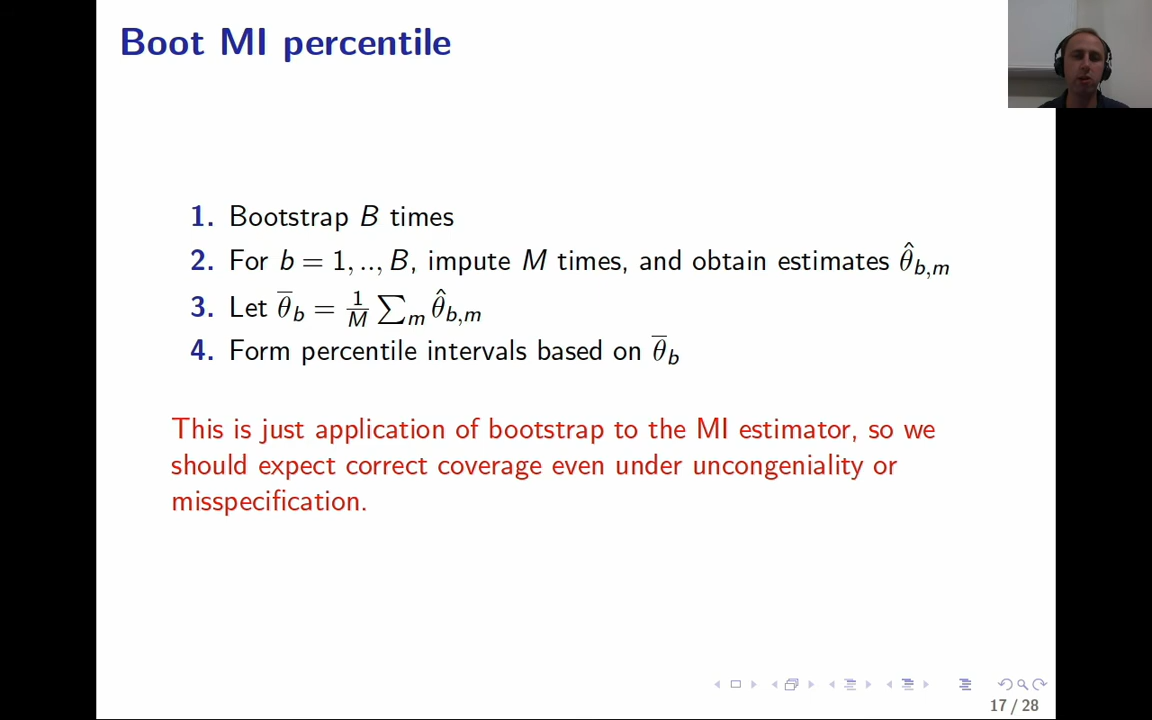 Boot MI percentile
1. Bootstrap B times
2. For b = 1, .., B, impute M times, and obtain estimates θ̂_{b,m}
3. Let θ̅_b = 1/M ∑_m θ̂_{b,m}
4. Form percentile intervals based on θ̅_b
This is just application of bootstrap to the MI estimator, so we
should expect correct coverage even under uncongeniality or
misspecification.
17 / 28